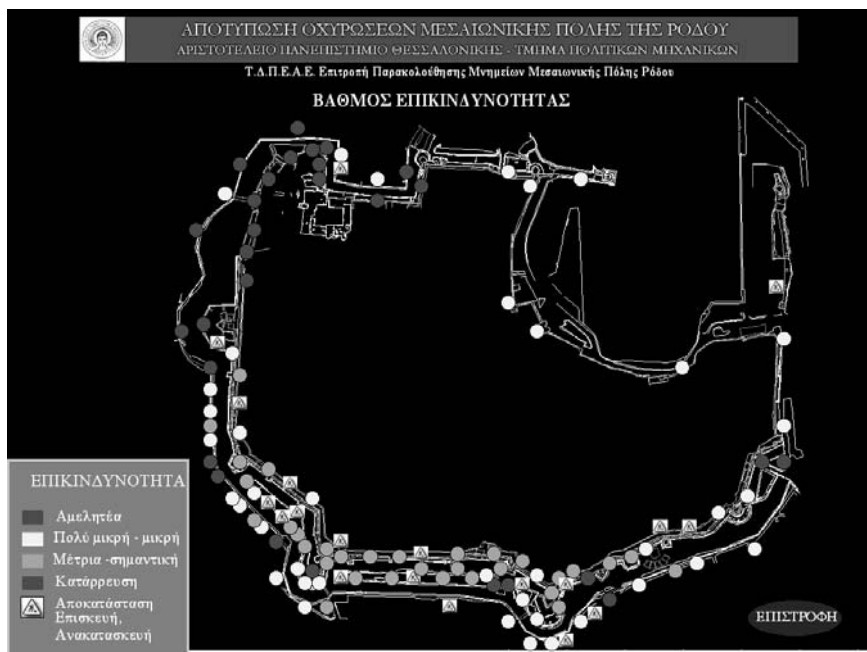 ΑΠΟΤΥΠΩΣΗ ΟΧΥΡΩΣΕΩΝ ΜΕΣΑΙΩΝΙΚΗΣ ΠΟΛΗΣ ΤΗΣ ΡΟΔΟΥ
ΑΡΙΣΤΟΤΕΛΕΙΟ ΠΑΝΕΠΙΣΤΗΜΙΟ ΘΕΣΣΑΛΟΝΙΚΗΣ - ΤΜΗΜΑ ΠΟΛΙΤΙΚΩΝ ΜΗΧΑΝΙΚΩΝ
Τ.Δ.Π.Ε.Α.Ε. Επιτροπή Παρακολούθησης Μνημείων Μεσαιωνικής Πόλης Ρόδου
ΒΑΘΜΟΣ ΕΠΙΚΙΝΔΥΝΟΤΗΤΑΣ
ΕΠΙΚΙΝΔΥΝΟΤΗΤΑ
Αμελητέα
Πολύ μικρή - μικρή
Μέτρια -σημαντική
Κατάρρευση
Αποκατάσταση
Επισκευή,
Ανακατασκευή
ΕΠΙΣΤΡΟΦΗ